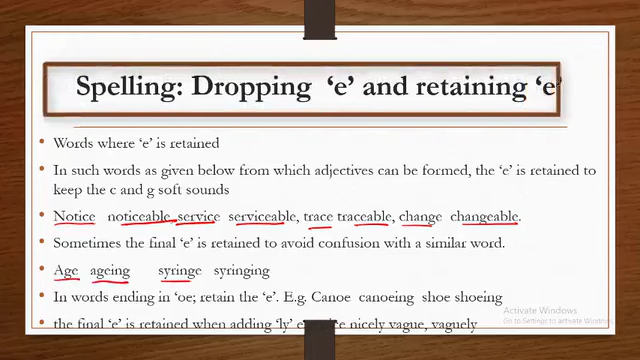 Spelling: Dropping 'e' and retaining 'e'
• Words where 'e' is retained
• In such words as given below from which adjectives can be formed, the 'e' is retained to
keep the c and g soft sounds
• Notice noticeable service serviceable, trace traceable, change changeable.
• Sometimes the final 'e' is retained to avoid confusion with a similar word.
• Age ageing syringe syringing
• In words ending in 'oe; retain the 'e'. E.g. Canoe canoeing shoe shoeing
• the final 'e' is retained when adding 'ly' nicely vague, vaguely
Activate Windows
Go to Settings to activate Windows.